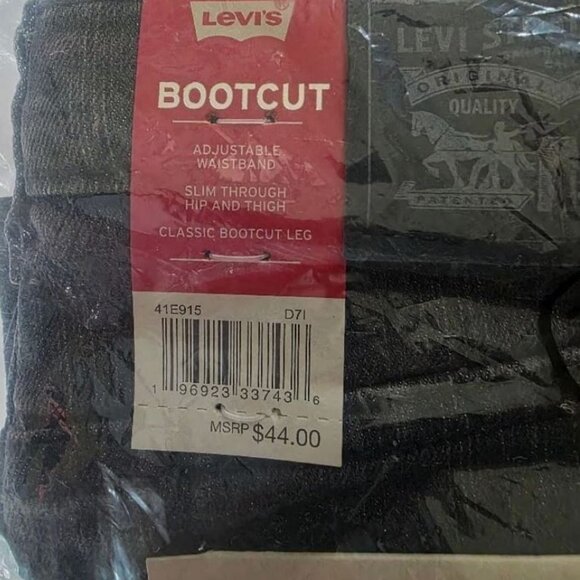 LEVI'S
BOOTCUT
ADJUSTABLE
WAISTBAND
SLIM THROUGH
HIP AND THIGH
CLASSIC BOOTCUT LEG
41E915 D7I
1 96923 33743 6
MSRP $44.00
LEVI
ORIGINAL
QUALITY
PATENTED